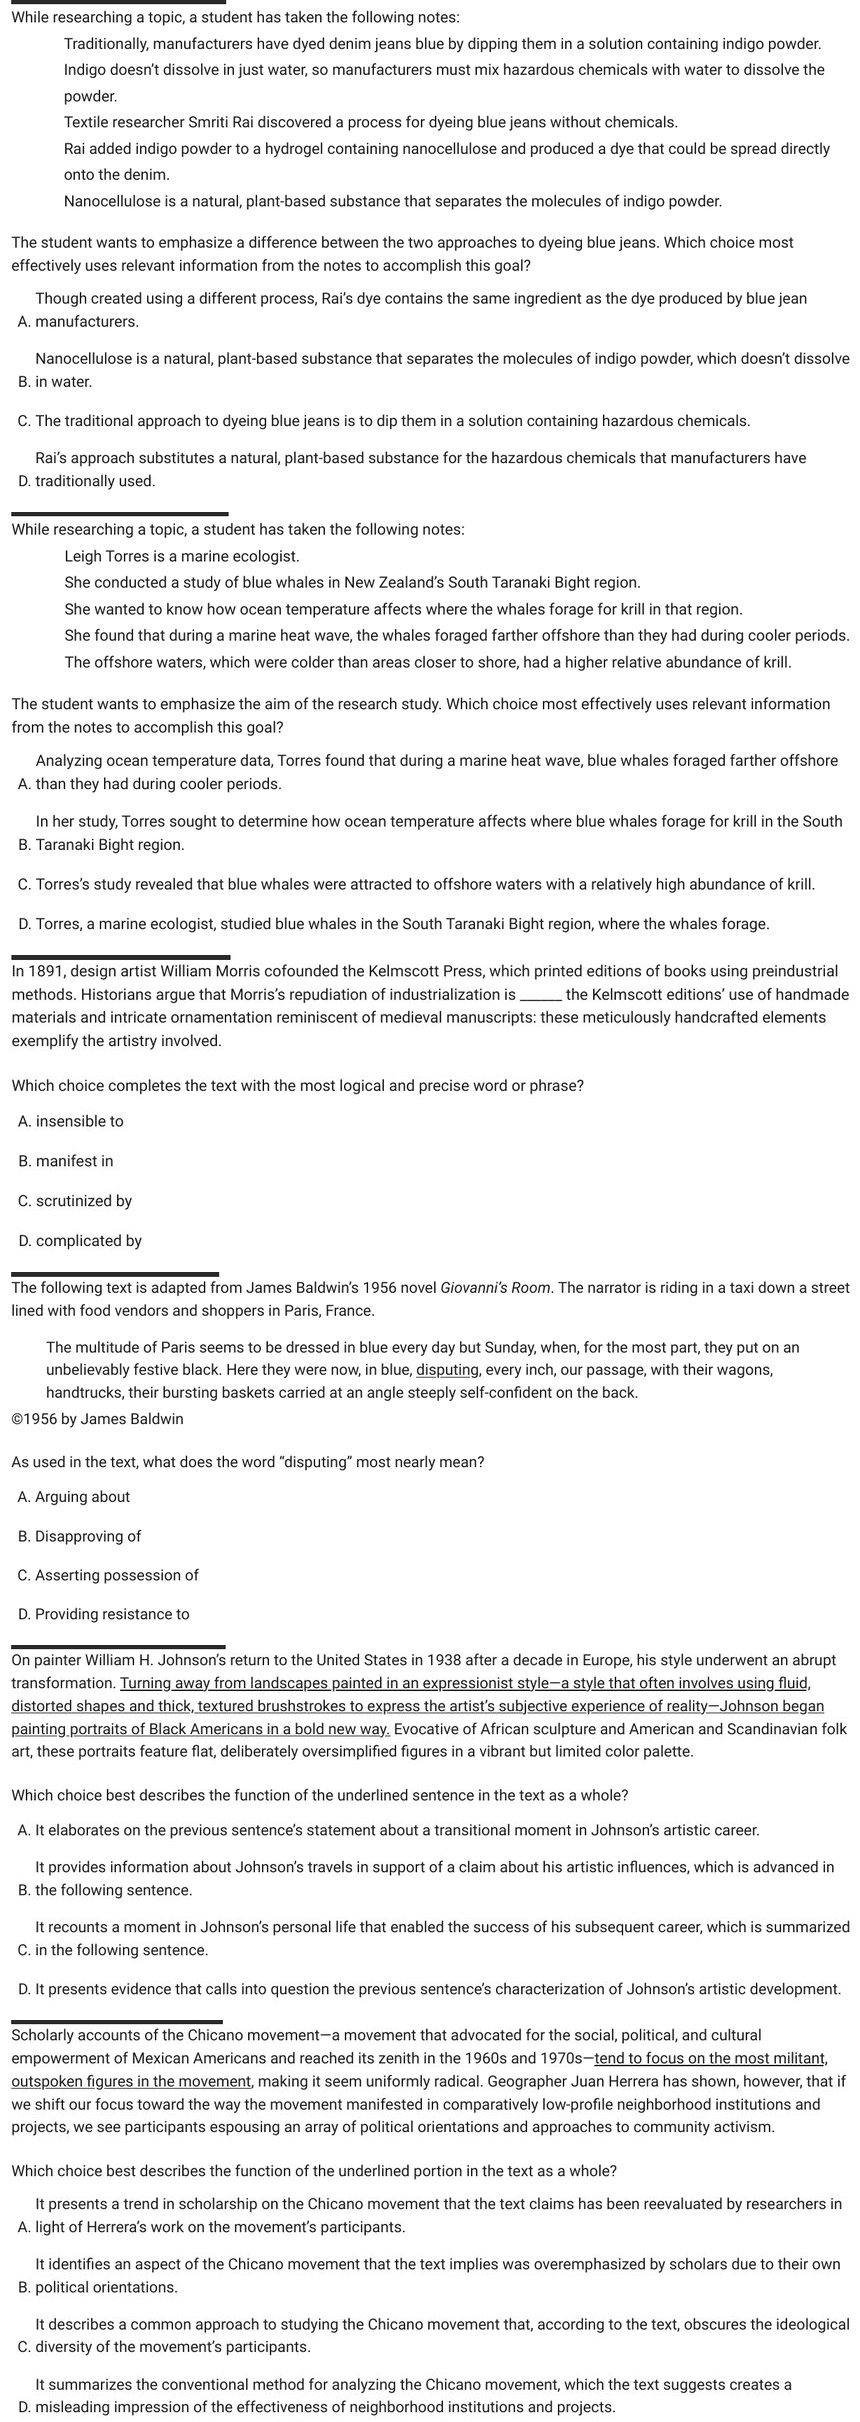 While researching a topic, a student has taken the following notes:
Traditionally, manufacturers have dyed denim jeans blue by dipping them in a solution containing indigo powder.
Indigo doesn’t dissolve in just water, so manufacturers must mix hazardous chemicals with water to dissolve the
powder.
Textile researcher Smriti Rai discovered a process for dyeing blue jeans without chemicals.
Rai added indigo powder to a hydrogel containing nanocellulose and produced a dye that could be spread directly
onto the denim.
Nanocellulose is a natural, plant-based substance that separates the molecules of indigo powder.
The student wants to emphasize a difference between the two approaches to dyeing blue jeans. Which choice most
effectively uses relevant information from the notes to accomplish this goal?
Though created using a different process, Rai’s dye contains the same ingredient as the dye produced by blue jean
A. manufacturers.
Nanocellulose is a natural, plant-based substance that separates the molecules of indigo powder, which doesn’t dissolve
B. in water.
C. The traditional approach to dyeing blue jeans is to dip them in a solution containing hazardous chemicals.
Rai’s approach substitutes a natural, plant-based substance for the hazardous chemicals that manufacturers have
D. traditionally used.
While researching a topic, a student has taken the following notes:
Leigh Torres is a marine ecologist.
She conducted a study of blue whales in New Zealand’s South Taranaki Bight region.
She wanted to know how ocean temperature affects where the whales forage for krill in that region.
She found that during a marine heat wave, the whales foraged farther offshore than they had during cooler periods.
The offshore waters, which were colder than areas closer to shore, had a higher relative abundance of krill.
The student wants to emphasize the aim of the research study. Which choice most effectively uses relevant information
from the notes to accomplish this goal?
Analyzing ocean temperature data, Torres found that during a marine heat wave, blue whales foraged farther offshore
A. than they had during cooler periods.
In her study, Torres sought to determine how ocean temperature affects where blue whales forage for krill in the South
B. Taranaki Bight region.
C. Torres’s study revealed that blue whales were attracted to offshore waters with a relatively high abundance of krill.
D. Torres, a marine ecologist, studied blue whales in the South Taranaki Bight region, where the whales forage.
In 1891, design artist William Morris cofounded the Kelmscott Press, which printed editions of books using preindustrial
methods. Historians argue that Morris’s repudiation of industrialization is ______ the Kelmscott editions’ use of handmade
materials and intricate ornamentation reminiscent of medieval manuscripts: these meticulously handcrafted elements
exemplify the artistry involved.
Which choice completes the text with the most logical and precise word or phrase?
A. insensible to
B. manifest in
C. scrutinized by
D. complicated by
The following text is adapted from James Baldwin’s 1956 novel Giovanni’s Room. The narrator is riding in a taxi down a street
lined with food vendors and shoppers in Paris, France.
The multitude of Paris seems to be dressed in blue every day but Sunday, when, for the most part, they put on an
unbelievably festive black. Here they were now, in blue, disputing, every inch, our passage, with their wagons,
handtrucks, their bursting baskets carried at an angle steeply self-confident on the back.
©1956 by James Baldwin
As used in the text, what does the word “disputing” most nearly mean?
A. Arguing about
B. Disapproving of
C. Asserting possession of
D. Providing resistance to
On painter William H. Johnson’s return to the United States in 1938 after a decade in Europe, his style underwent an abrupt
transformation. Turning away from landscapes painted in an expressionist style—a style that often involves using fluid,
distorted shapes and thick, textured brushstrokes to express the artist’s subjective experience of reality—Johnson began
painting portraits of Black Americans in a bold new way. Evocative of African sculpture and American and Scandinavian folk
art, these portraits feature flat, deliberately oversimplified figures in a vibrant but limited color palette.
Which choice best describes the function of the underlined sentence in the text as a whole?
A. It elaborates on the previous sentence’s statement about a transitional moment in Johnson’s artistic career.
It provides information about Johnson’s travels in support of a claim about his artistic influences, which is advanced in
B. the following sentence.
It recounts a moment in Johnson’s personal life that enabled the success of his subsequent career, which is summarized
C. in the following sentence.
D. It presents evidence that calls into question the previous sentence’s characterization of Johnson’s artistic development.
Scholarly accounts of the Chicano movement—a movement that advocated for the social, political, and cultural
empowerment of Mexican Americans and reached its zenith in the 1960s and 1970s—tend to focus on the most militant,
outspoken figures in the movement, making it seem uniformly radical. Geographer Juan Herrera has shown, however, that if
we shift our focus toward the way the movement manifested in comparatively low-profile neighborhood institutions and
projects, we see participants espousing an array of political orientations and approaches to community activism.
Which choice best describes the function of the underlined portion in the text as a whole?
It presents a trend in scholarship on the Chicano movement that the text claims has been reevaluated by researchers in
A. light of Herrera’s work on the movement’s participants.
It identifies an aspect of the Chicano movement that the text implies was overemphasized by scholars due to their own
B. political orientations.
It describes a common approach to studying the Chicano movement that, according to the text, obscures the ideological
C. diversity of the movement’s participants.
It summarizes the conventional method for analyzing the Chicano movement, which the text suggests creates a
D. misleading impression of the effectiveness of neighborhood institutions and projects.